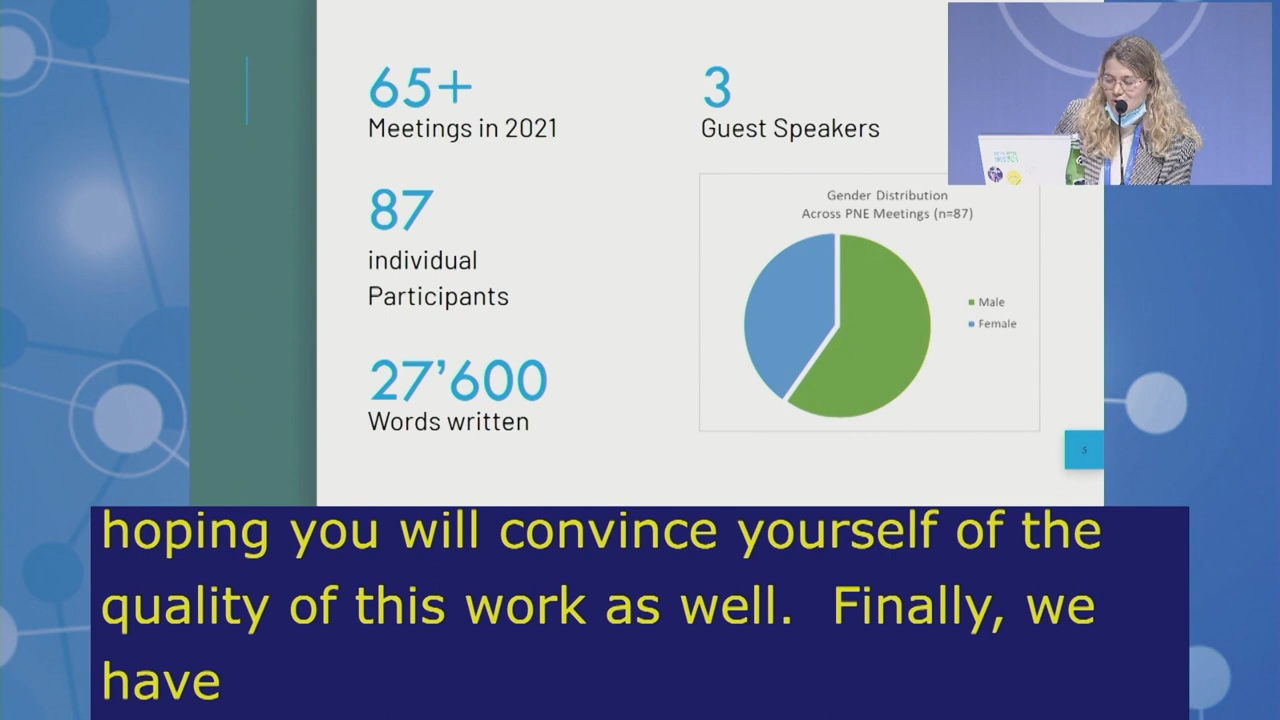 65+
Meetings in 2021
3
Guest Speakers
87
individual
Participants
27’600
Words written
Gender Distribution
Across PNE Meetings (n=87)
Male
Female
5
hoping you will convince yourself of the
quality of this work as well.  Finally, we
have